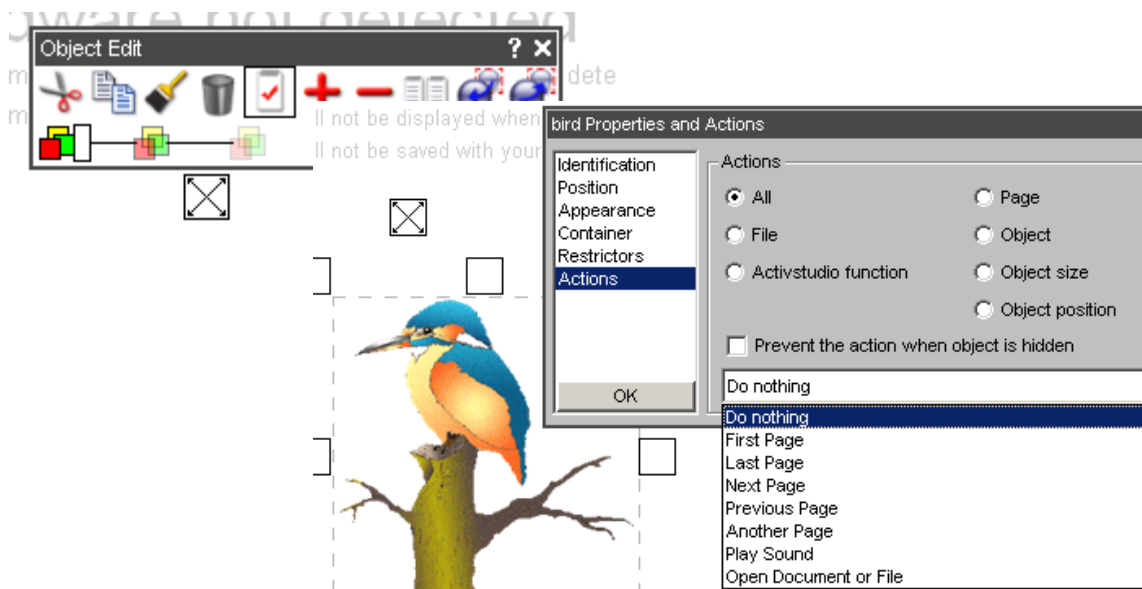 dware not detected
Object Edit
? ×
m
dete
m
ll not be displayed when
ll not be saved with your
bird Properties and Actions
Identification
Position
Appearance
Container
Restrictors
Actions
OK
Actions
All
Page
File
Object
Activstudio function
Object size
Object position
Prevent the action when object is hidden
Do nothing
Do nothing
First Page
Last Page
Next Page
Previous Page
Another Page
Play Sound
Open Document or File